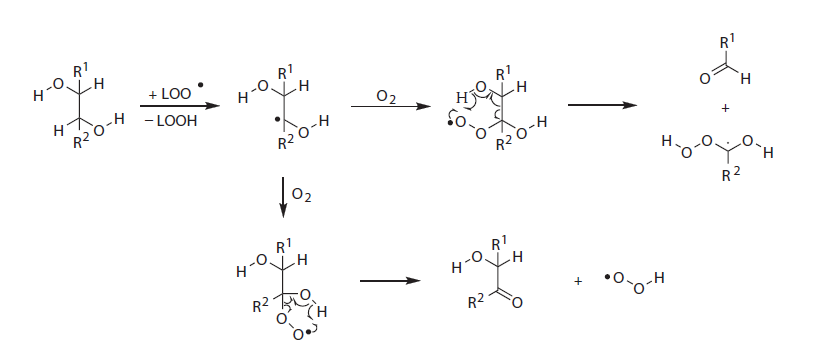 R1
H O H
H O H
R2
+ LOO •
− LOOH
R1
H O H
• O H
R2
O2
R1
H O H
•O O O H
R2
R1
O H
+
H O O • O H
R2
O2
R1
H O H
R2 O H
O O•
R1
H O H
R2 O
+
•O O H